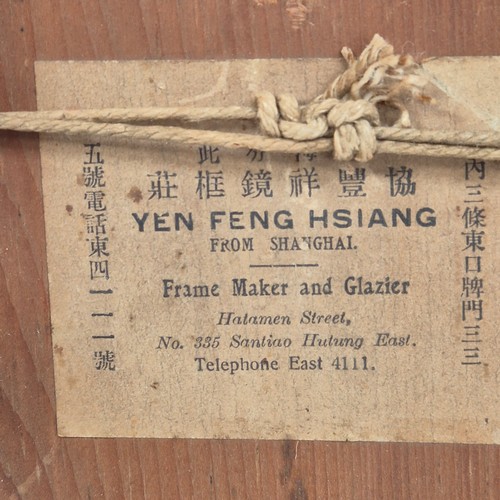 此
協豐祥鏡框莊
內三條東口牌門三三
五號電話東四一一一號
YEN FENG HSIANG
FROM SHANGHAI.
Frame Maker and Glazier
Hatamen Street,
No. 335 Santiao Hutung East.
Telephone East 4111.